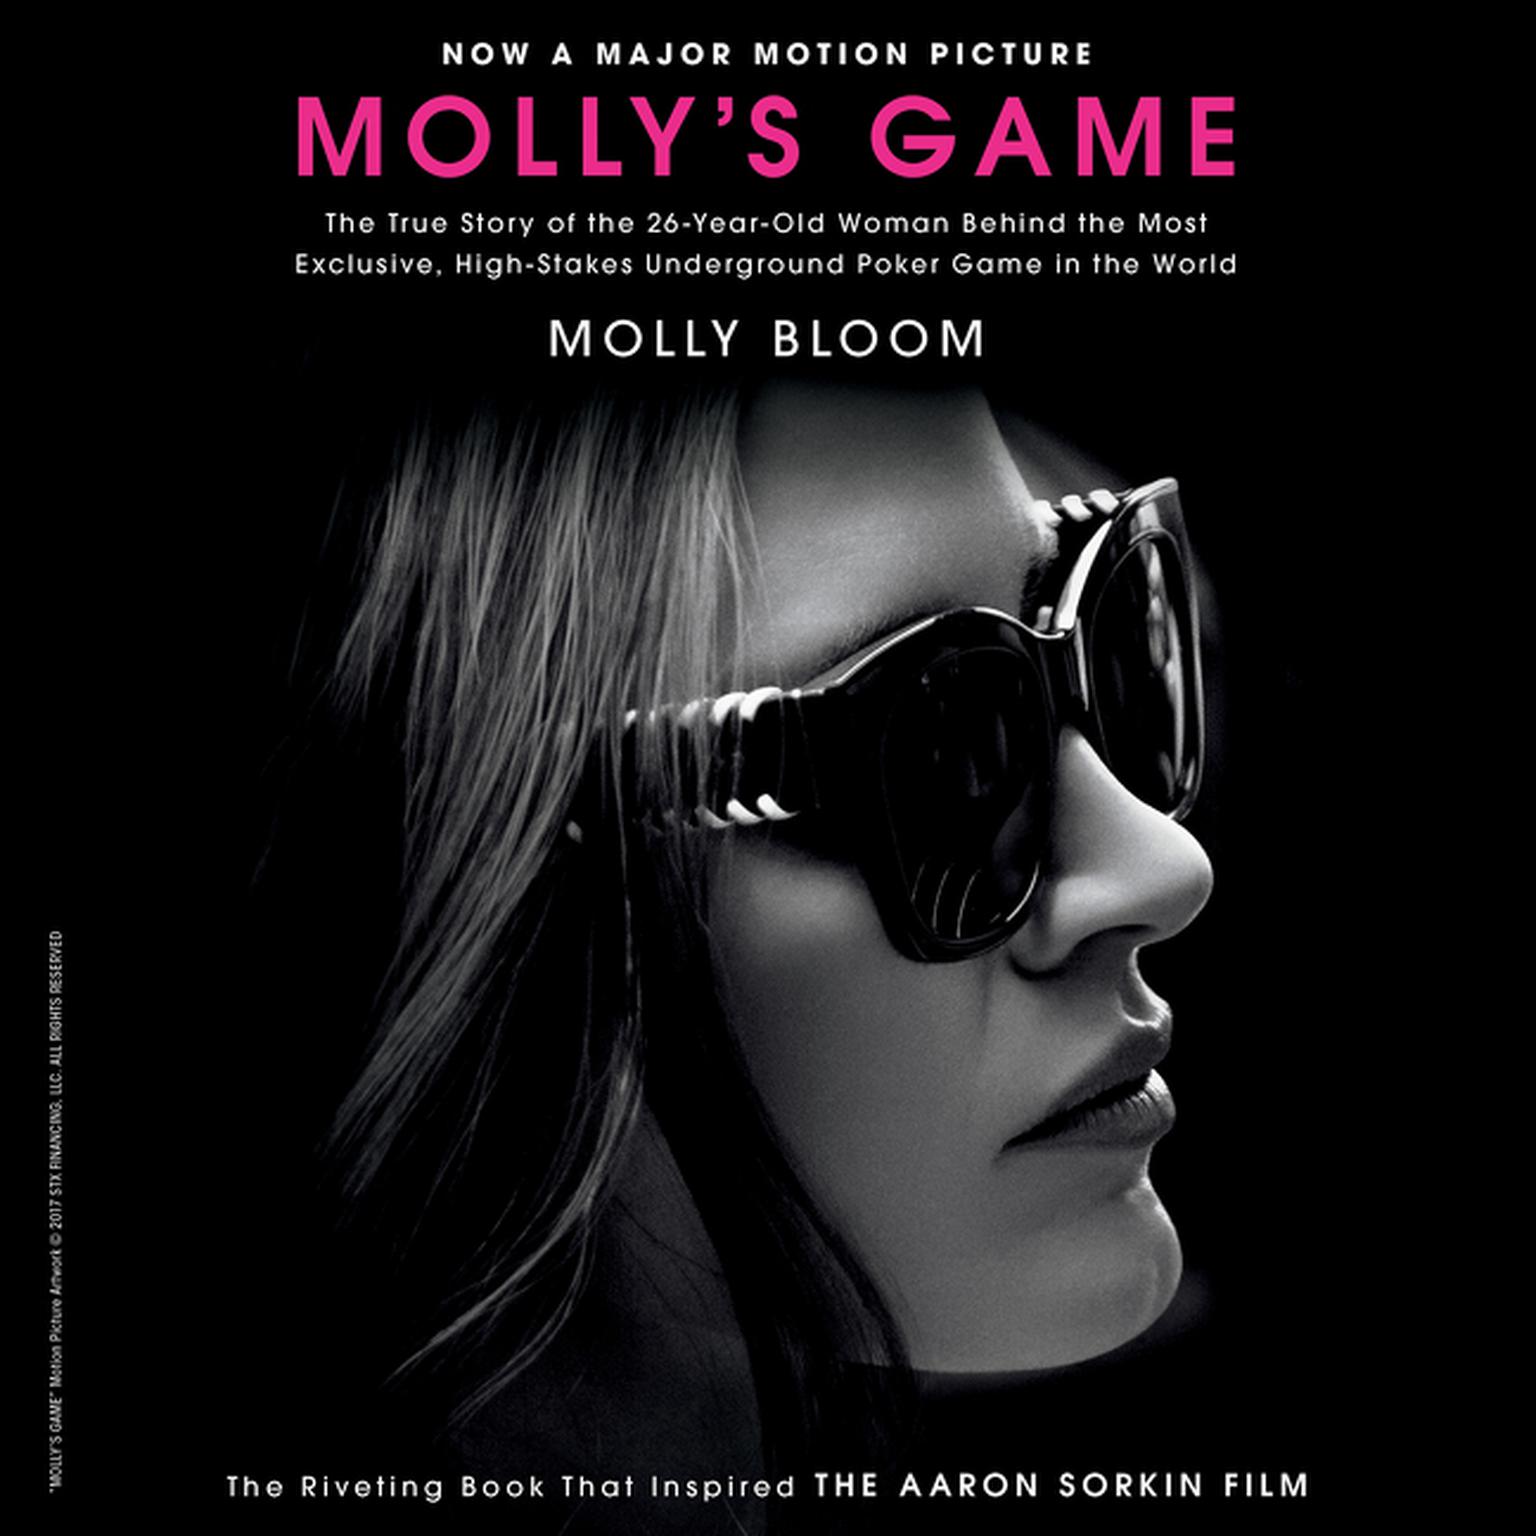 NOW A MAJOR MOTION PICTURE
MOLLY’S GAME
The True Story of the 26-Year-Old Woman Behind the Most
Exclusive, High-Stakes Underground Poker Game in the World
MOLLY BLOOM
"MOLLY'S GAME" Motion Picture Artwork © 2017 STX FINANCING, LLC. ALL RIGHTS RESERVED
The Riveting Book That Inspired THE AARON SORKIN FILM